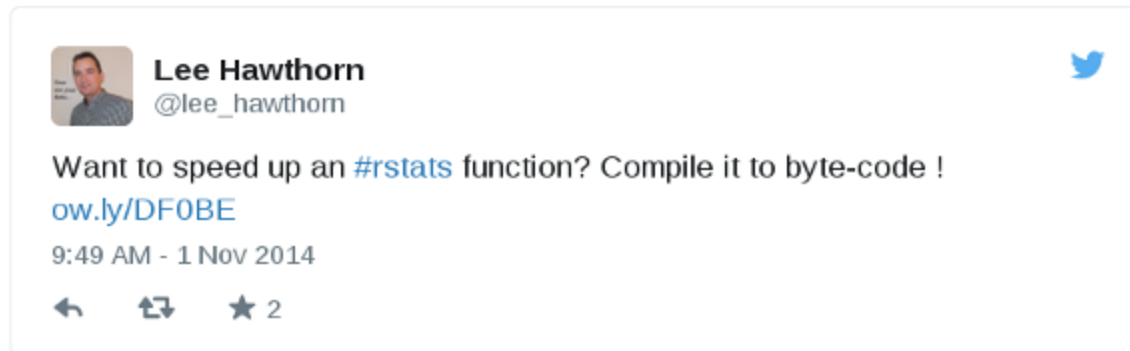 Lee Hawthorn
@lee_hawthorn
Want to speed up an #rstats function? Compile it to byte-code !
ow.ly/DF0BE
9:49 AM - 1 Nov 2014
2